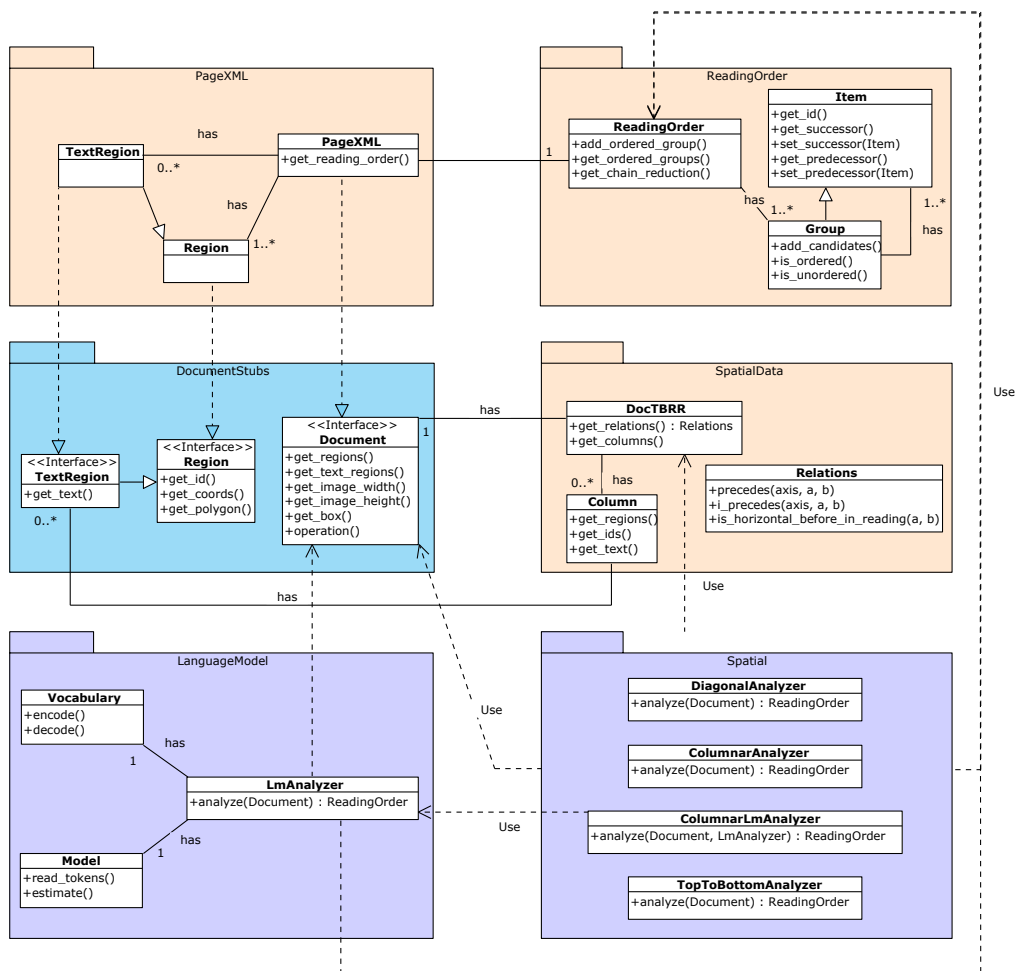 PageXML
has
TextRegion
0..*
PageXML
+get_reading_order()
has
Region
1..*
1
ReadingOrder
ReadingOrder
+add_ordered_group()
+get_ordered_groups()
+get_chain_reduction()
Item
+get_id()
+get_successor()
+set_successor(Item)
+get_predecessor()
+set_predecessor(Item)
has
1..*
1..*
has
Group
+add_candidates()
+is_ordered()
+is_unordered()
Use
DocumentStubs
<<Interface>>
TextRegion
+get_text()
0..*
<<Interface>>
Region
+get_id()
+get_coords()
+get_polygon()
<<Interface>>
Document
+get_regions()
+get_text_regions()
+get_image_width()
+get_image_height()
+get_box()
+operation()
1
has
has
SpatialData
DocTBRR
+get_relations() : Relations
+get_columns()
0..*
has
Column
+get_regions()
+get_ids()
+get_text()
Relations
+precedes(axis, a, b)
+i_precedes(axis, a, b)
+is_horizontal_before_in_reading(a, b)
Use
LanguageModel
Vocabulary
+encode()
+decode()
has
1
LmAnalyzer
+analyze(Document) : ReadingOrder
has
1
Model
+read_tokens()
+estimate()
Use
Use
Spatial
DiagonalAnalyzer
+analyze(Document) : ReadingOrder
ColumnarAnalyzer
+analyze(Document) : ReadingOrder
ColumnarLmAnalyzer
+analyze(Document, LmAnalyzer) : ReadingOrder
TopToBottomAnalyzer
+analyze(Document) : ReadingOrder